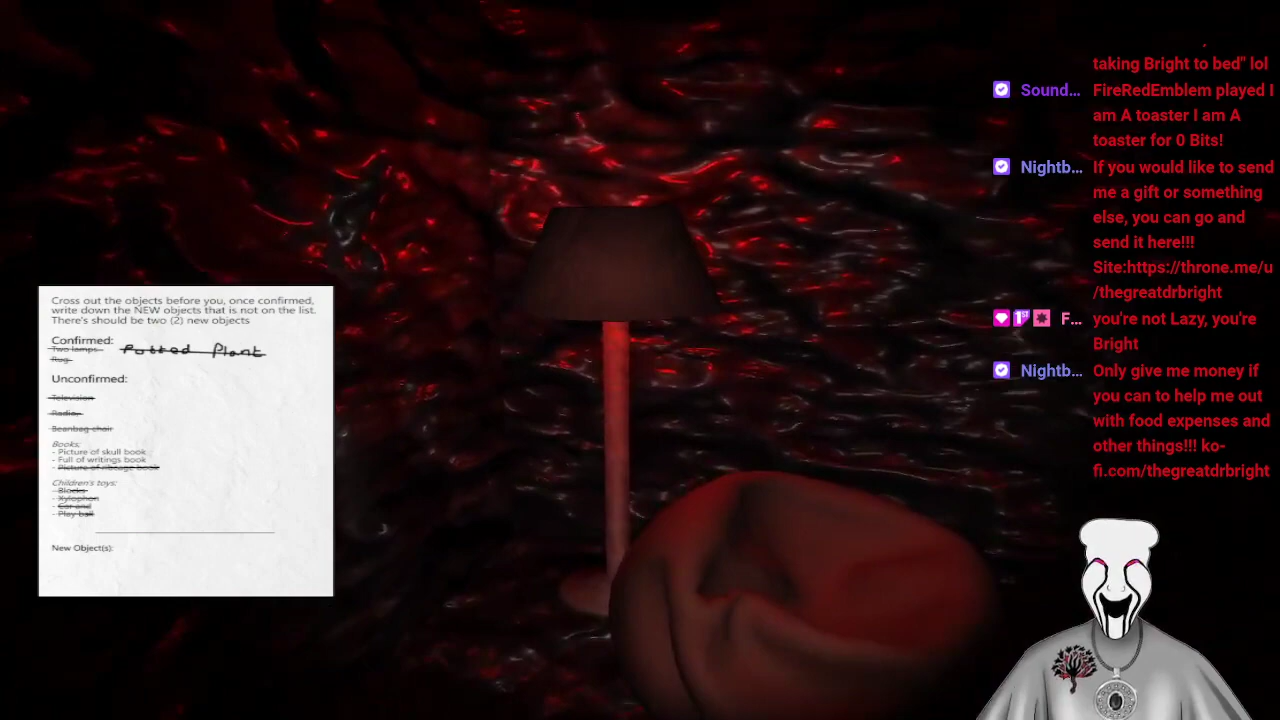 Cross out the objects before you, once confirmed,
write down the NEW objects that is not on the list.
There's should be two (2) new objects
Confirmed:
Two lamps
Potted Plant
Rug
Unconfirmed:
Television
Radio
Beanbag chair
Books:
- Picture of skull book
- Full of writings book
- Picture of ribcage book
Children's toys:
- Blocks
- Xylophon
- Car and
- Play ball
New Object(s):
taking Bright to bed" lol
Sound... FireRedEmblem played I
am A toaster I am A
toaster for 0 Bits!
Nightb... If you would like to send
me a gift or something
else, you can go and
send it here!!!
Site:https://throne.me/u
/thegreatdrbright
1st F... you're not Lazy, you're
Bright
Nightb... Only give me money if
you can to help me out
with food expenses and
other things!!! ko-
fi.com/thegreatdrbright